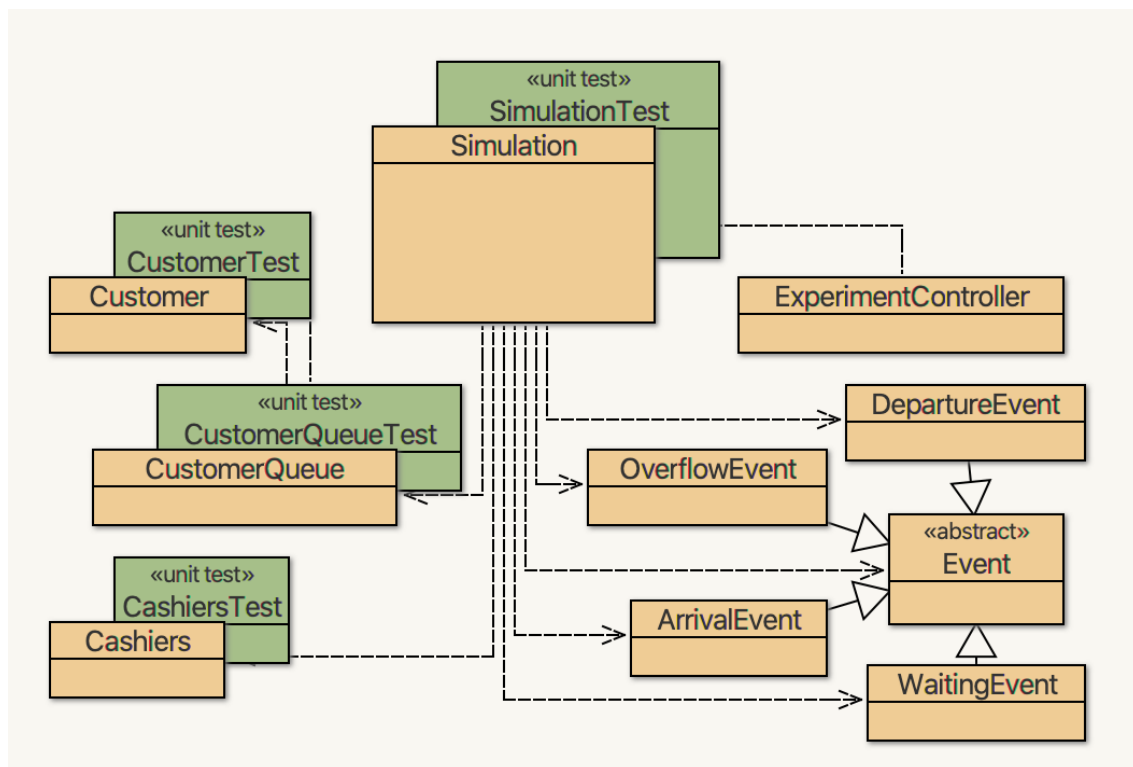 «unit test»
SimulationTest
Simulation
«unit test»
CustomerTest
Customer
ExperimentController
«unit test»
CustomerQueueTest
CustomerQueue
DepartureEvent
OverflowEvent
«abstract»
Event
«unit test»
CashiersTest
Cashiers
ArrivalEvent
WaitingEvent